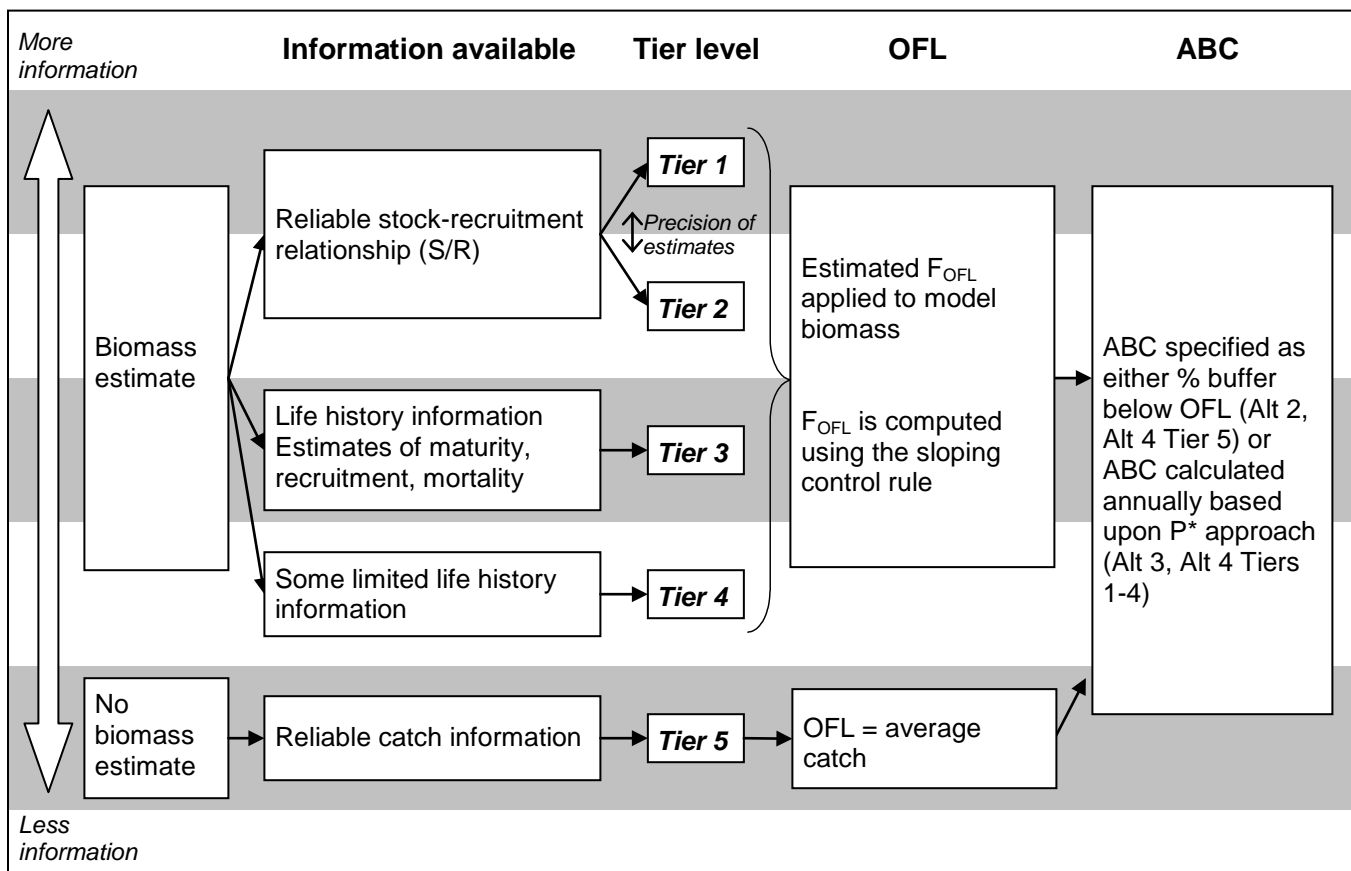 More
information
Information available
Tier level
OFL
ABC
Tier 1
Reliable stock-recruitment
relationship (S/R)
Precision of
estimates
Tier 2
Biomass
estimate
Life history information
Estimates of maturity,
recruitment, mortality
Tier 3
Some limited life history
information
Tier 4
Estimated FOFL
applied to model
biomass
FOFL is computed
using the sloping
control rule
ABC specified as
either % buffer
below OFL (Alt 2,
Alt 4 Tier 5) or
ABC calculated
annually based
upon P* approach
(Alt 3, Alt 4 Tiers
1-4)
No
biomass
estimate
Reliable catch information
Tier 5
OFL = average
catch
Less
information